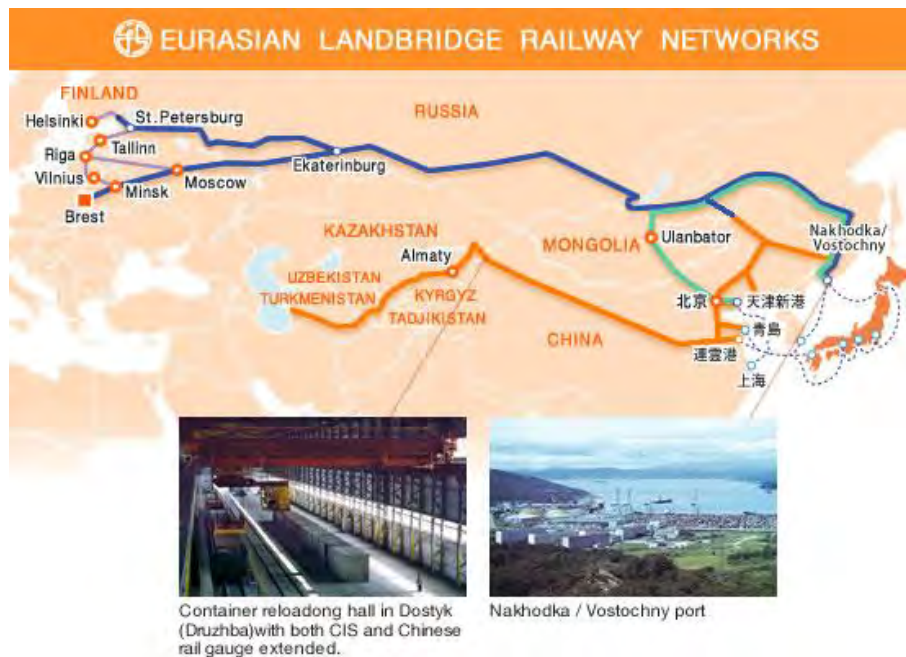 EURASIAN LANDBRIDGE RAILWAY NETWORKS
FINLAND
RUSSIA
Helsinki
St.Petersburg
Tallinn
Riga
Ekaterinburg
Vilnius
Moscow
Minsk
Brest
Nakhodka/
Vostochny
KAZAKHSTAN
MONGOLIA
Ulanbator
Almaty
UZBEKISTAN
TURKMENISTAN
KYRGYZ
TADJIKISTAN
北京
天津新港
CHINA
青島
連雲港
上海
Container reloadong hall in Dostyk
(Druzhba)with both CIS and Chinese
rail gauge extended.
Nakhodka / Vostochny port